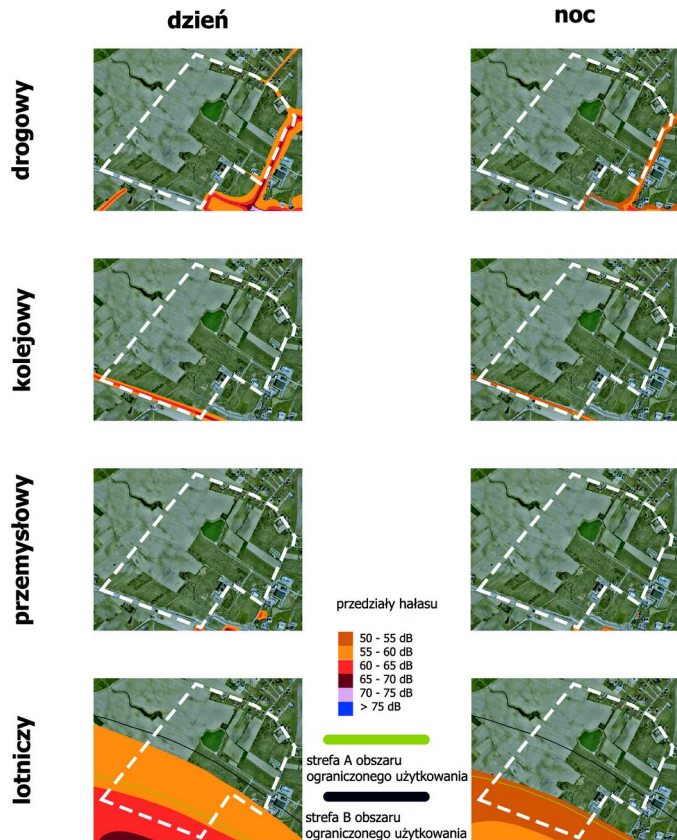 dzień
noc
drogowy
kolejowy
przemysłowy
przedziały hałasu
50 - 55 dB
55 - 60 dB
60 - 65 dB
65 - 70 dB
70 - 75 dB
> 75 dB
lotniczy
strefa A obszaru
ograniczonego użytkowania
strefa B obszaru
ograniczonego użytkowania